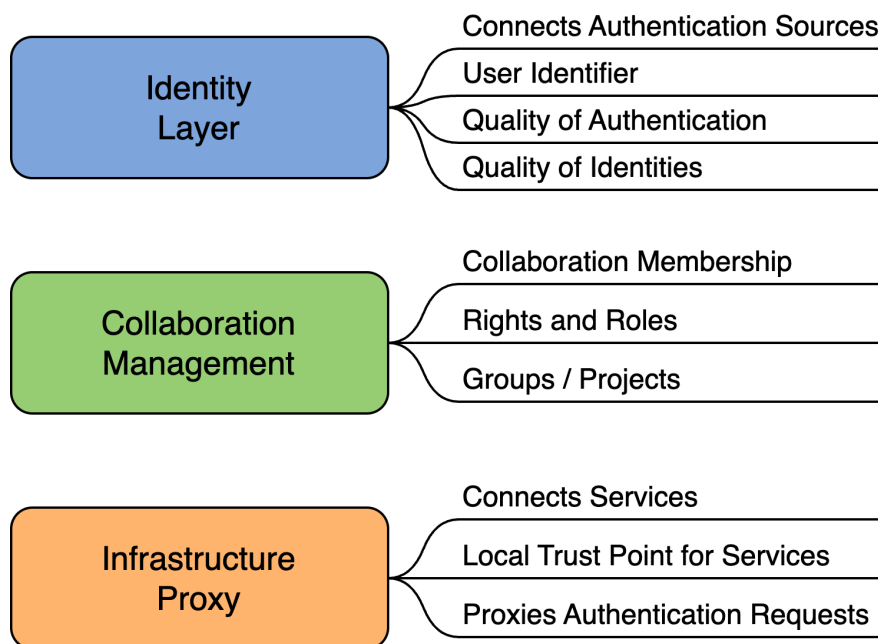 Identity
Layer
Connects Authentication Sources
User Identifier
Quality of Authentication
Quality of Identities
Collaboration
Management
Collaboration Membership
Rights and Roles
Groups / Projects
Infrastructure
Proxy
Connects Services
Local Trust Point for Services
Proxies Authentication Requests